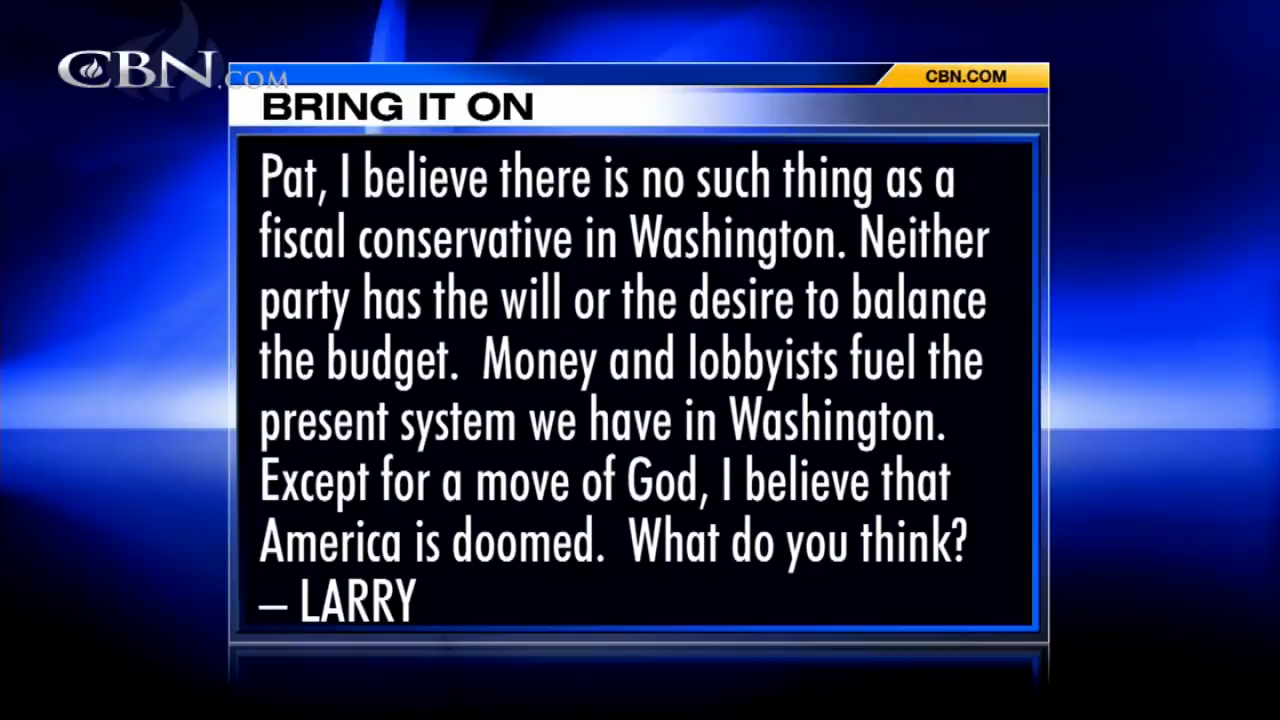 CBN.COM
CBN.COM
BRING IT ON
Pat, I believe there is no such thing as a
fiscal conservative in Washington. Neither
party has the will or the desire to balance
the budget.  Money and lobbyists fuel the
present system we have in Washington.
Except for a move of God, I believe that
America is doomed.  What do you think?
– LARRY